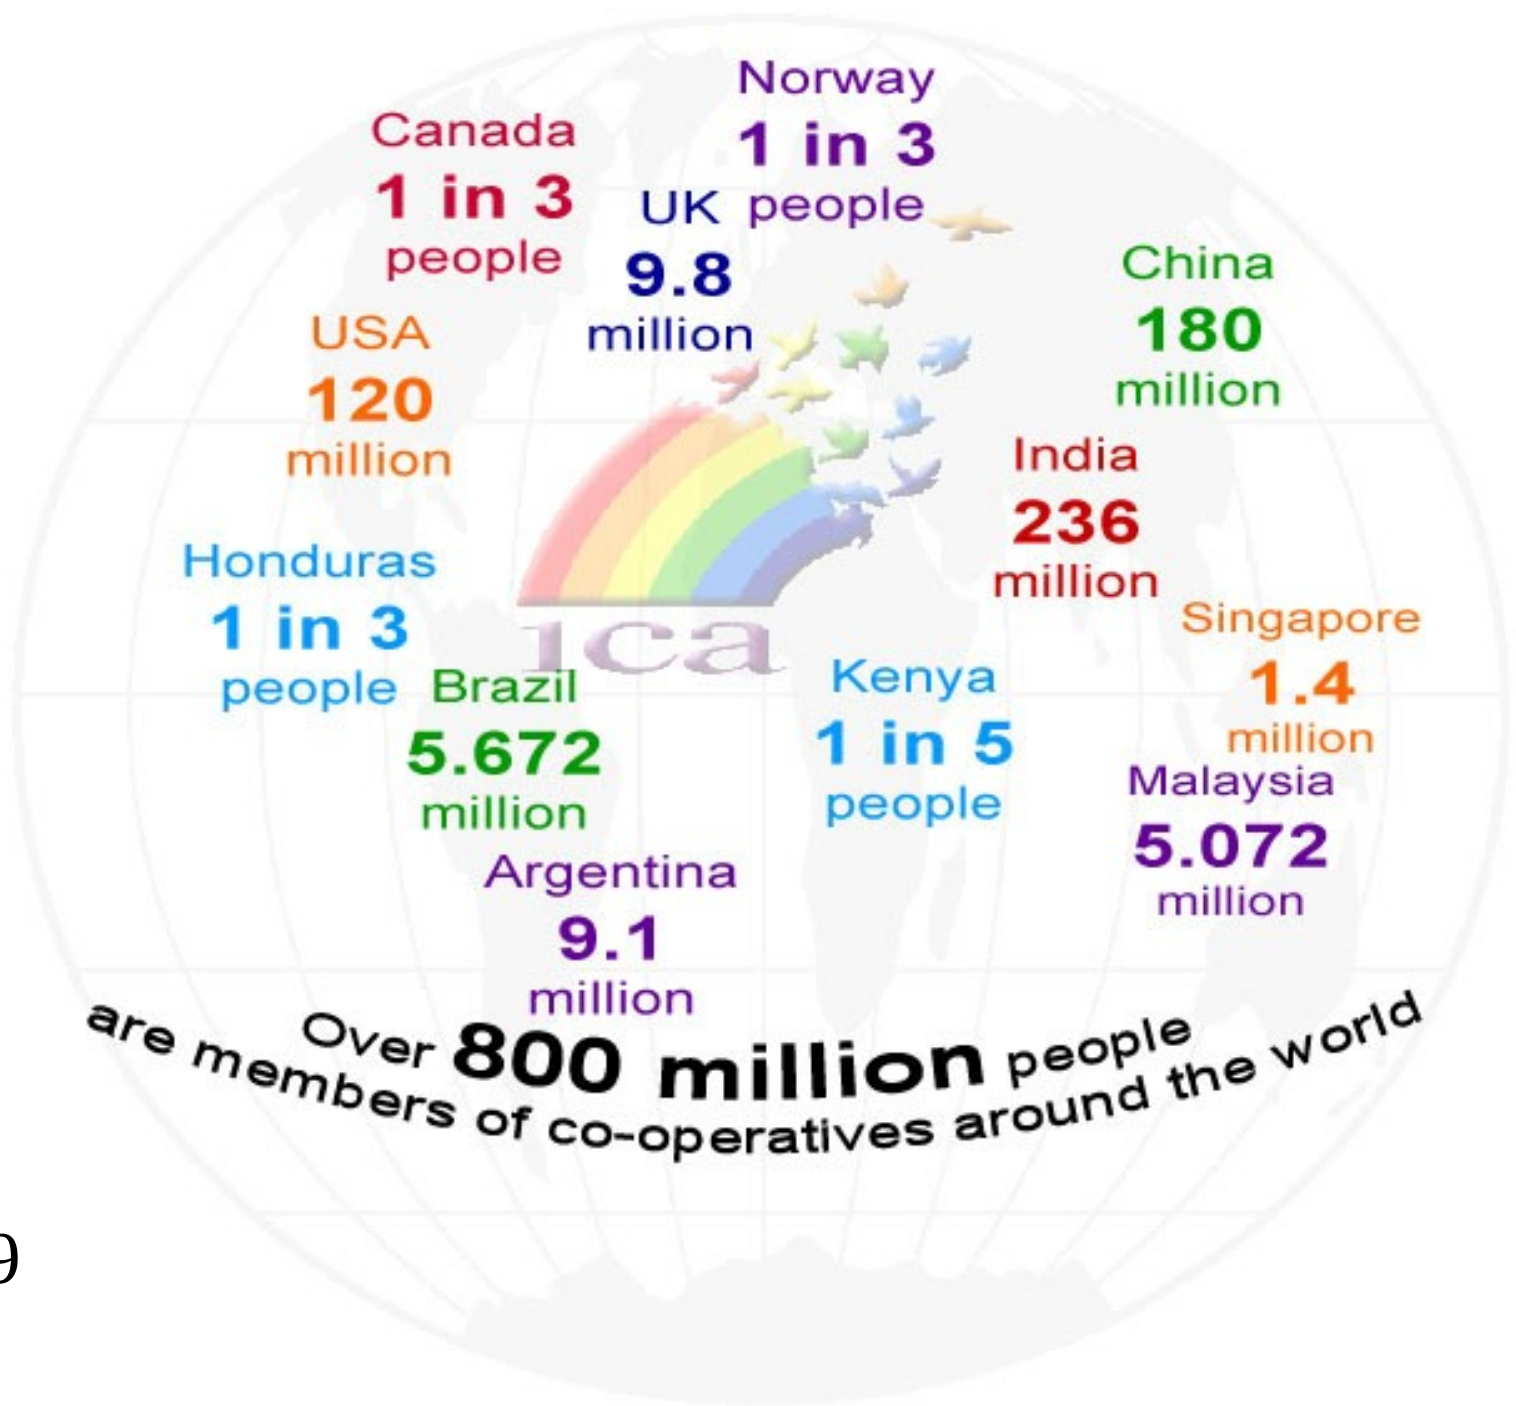 Norway
1 in 3
people
Canada
1 in 3
people
UK
9.8
million
China
180
million
USA
120
million
India
236
million
Honduras
1 in 3
people
ica
Singapore
1.4
million
Brazil
5.672
million
Kenya
1 in 5
people
Malaysia
5.072
million
Argentina
9.1
million
Over 800 million people
are members of co-operatives around the world
9